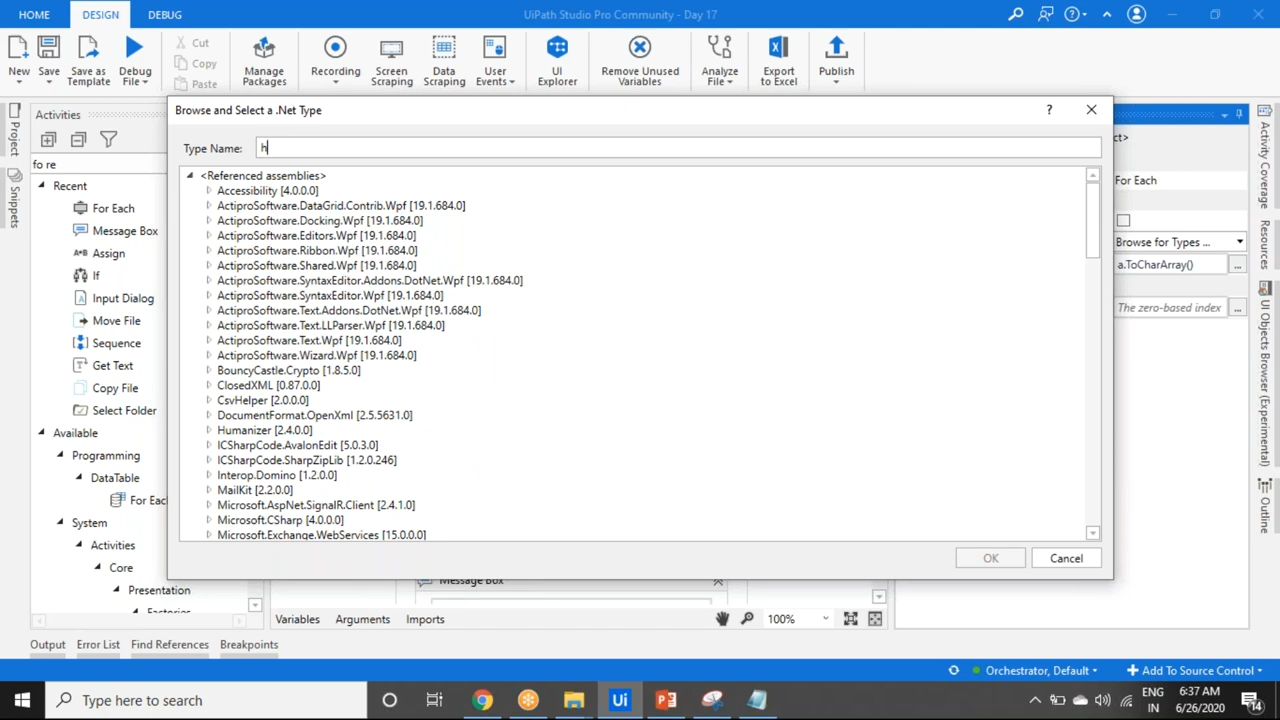 HOME
DESIGN
DEBUG
UiPath Studio Pro Community - Day 17
New
Save
Save as Template
Debug File
Cut
Copy
Paste
Manage Packages
Recording
Screen Scraping
Data Scraping
User Events
UI Explorer
Remove Unused Variables
Analyze File
Export to Excel
Publish
Project
Snippets
Activities
fo re
Recent
For Each
Message Box
Assign
A*B
If
Input Dialog
Move File
Sequence
Get Text
Copy File
Select Folder
Available
Programming
DataTable
For Eac
System
Activities
Core
Presentation
Factories
Browse and Select a .Net Type
?
Type Name: h
<Referenced assemblies>
Accessibility [4.0.0.0]
ActiproSoftware.DataGrid.Contrib.Wpf [19.1.684.0]
ActiproSoftware.Docking.Wpf [19.1.684.0]
ActiproSoftware.Editors.Wpf [19.1.684.0]
ActiproSoftware.Ribbon.Wpf [19.1.684.0]
ActiproSoftware.Shared.Wpf [19.1.684.0]
ActiproSoftware.SyntaxEditor.Addons.DotNet.Wpf [19.1.684.0]
ActiproSoftware.SyntaxEditor.Wpf [19.1.684.0]
ActiproSoftware.Text.Addons.DotNet.Wpf [19.1.684.0]
ActiproSoftware.Text.LLParser.Wpf [19.1.684.0]
ActiproSoftware.Text.Wpf [19.1.684.0]
ActiproSoftware.Wizard.Wpf [19.1.684.0]
BouncyCastle.Crypto [1.8.5.0]
ClosedXML [0.87.0.0]
CsvHelper [2.0.0.0]
DocumentFormat.OpenXml [2.5.5631.0]
Humanizer [2.4.0.0]
ICSharpCode.AvalonEdit [5.0.3.0]
ICSharpCode.SharpZipLib [1.2.0.246]
Interop.Domino [1.2.0.0]
MailKit [2.2.0.0]
Microsoft.AspNet.SignalR.Client [2.4.1.0]
Microsoft.CSharp [4.0.0.0]
Microsoft.Exchange.WebServices [15.0.0.0]
OK
Cancel
Message Box
ct>
For Each
Browse for Types ...
a.ToCharArray()
...
The zero-based index
...
Activity Coverage
Resources
UI Objects Browser (Experimental)
Outline
Variables
Arguments
Imports
100%
Output
Error List
Find References
Breakpoints
Orchestrator, Default
Add To Source Control
Type here to search
Ui
ENG
IN
6:37 AM
6/26/2020
14